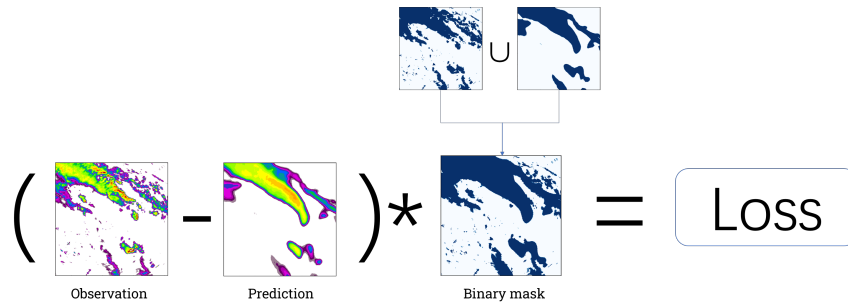 ∪
( - ) * = Loss
Observation Prediction Binary mask